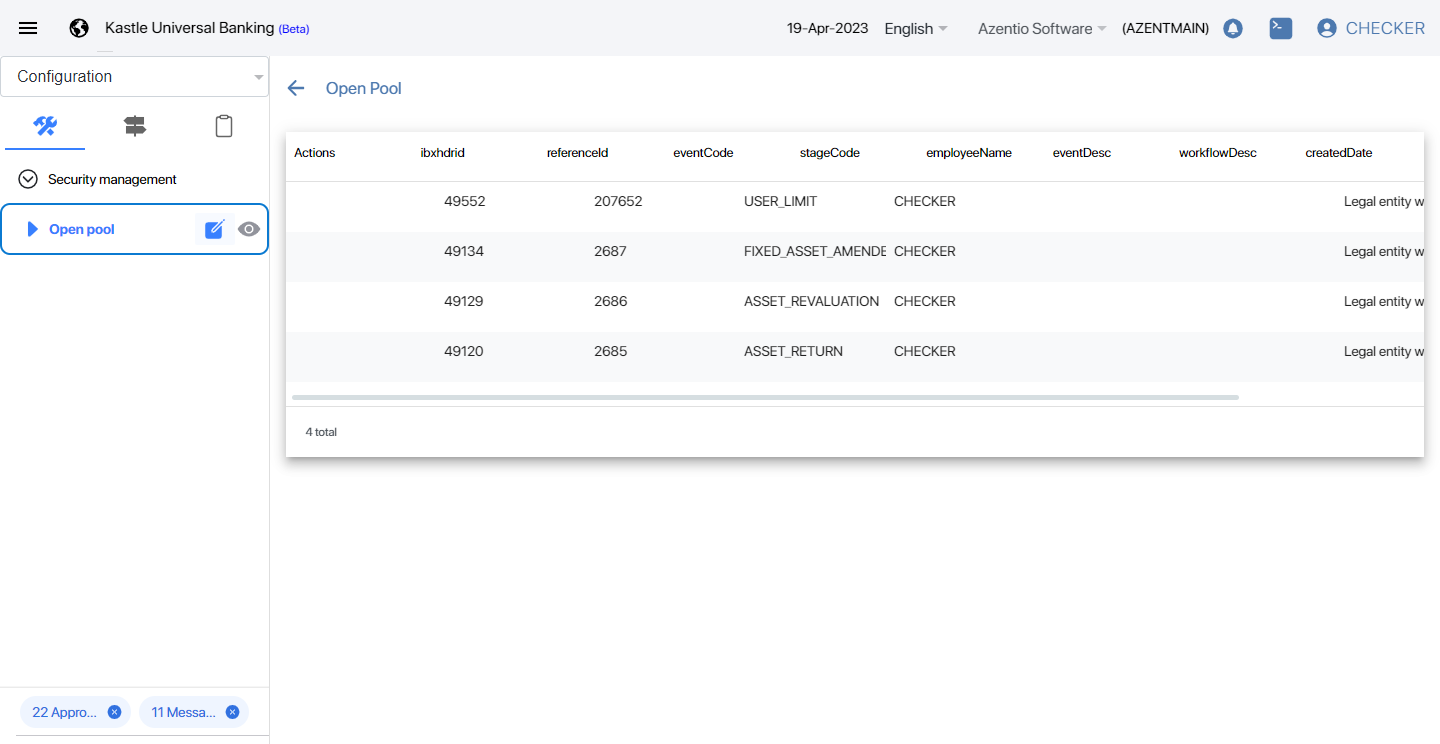 Kastle Universal Banking (Beta) 19-Apr-2023 English Azentio Software (AZENTMAIN) CHECKER
Configuration
Security management
Open pool
22 Appro...
11 Messa...
Open Pool
Actions ibxhdrid referenceId eventCode stageCode employeeName eventDesc workflowDesc createdDate
49552 207652 USER_LIMIT CHECKER Legal entity w
49134 2687 FIXED_ASSET_AMENDE CHECKER Legal entity w
49129 2686 ASSET_REVALUATION CHECKER Legal entity w
49120 2685 ASSET_RETURN CHECKER Legal entity w
4 total